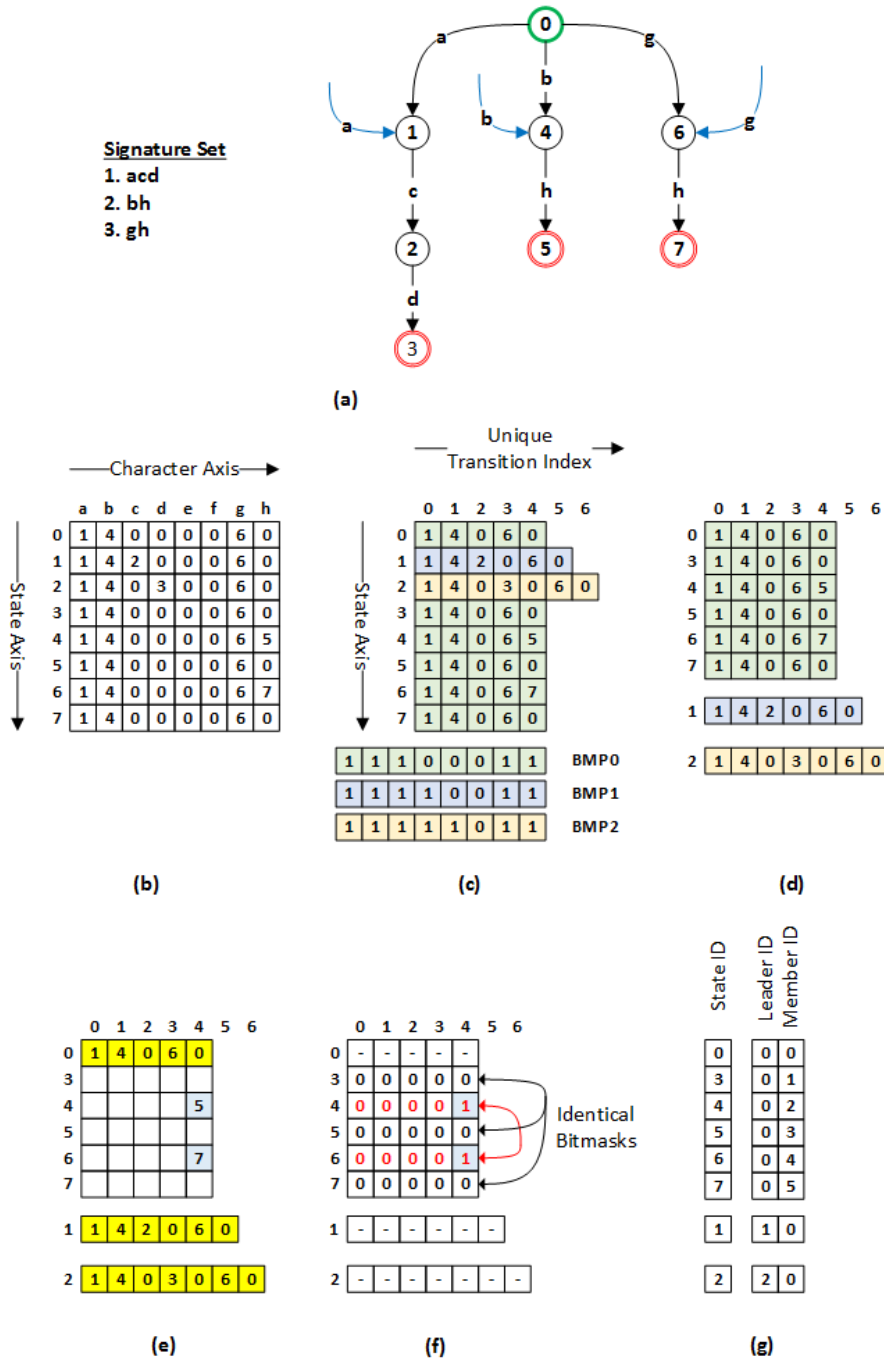 0
a
b
g
a
1
b
4
6
g
Signature Set
1. acd
2. bh
3. gh
c
h
h
2
5
7
d
3
(a)
Character Axis
a b c d e f g h
State Axis
0 1 4 0 0 0 0 6 0
1 1 4 2 0 0 0 6 0
2 1 4 0 3 0 0 6 0
3 1 4 0 0 0 0 6 0
4 1 4 0 0 0 0 6 5
5 1 4 0 0 0 0 6 0
6 1 4 0 0 0 0 6 7
7 1 4 0 0 0 0 6 0
(b)
Unique
Transition Index
0 1 2 3 4 5 6
State Axis
0 1 4 0 6 0
1 1 4 2 0 6 0
2 1 4 0 3 0 6 0
3 1 4 0 6 0
4 1 4 0 6 5
5 1 4 0 6 0
6 1 4 0 6 7
7 1 4 0 6 0
1 1 1 0 0 0 1 1 BMP0
1 1 1 1 0 0 1 1 BMP1
1 1 1 1 1 0 1 1 BMP2
(c)
0 1 2 3 4 5 6
0 1 4 0 6 0
3 1 4 0 6 0
4 1 4 0 6 5
5 1 4 0 6 0
6 1 4 0 6 7
7 1 4 0 6 0
1 1 4 2 0 6 0
2 1 4 0 3 0 6 0
(d)
0 1 2 3 4 5 6
0 1 4 0 6 0
3
4 5
5
6 7
7
1 1 4 2 0 6 0
2 1 4 0 3 0 6 0
(e)
0 1 2 3 4 5 6
0 - - - - -
3 0 0 0 0 0
4 0 0 0 0 1
5 0 0 0 0 0
6 0 0 0 0 1
7 0 0 0 0 0
Identical
Bitmasks
1 - - - - - -
2 - - - - - - -
(f)
State ID
Leader ID
Member ID
0 0 0
3 0 1
4 0 2
5 0 3
6 0 4
7 0 5
1 1 0
2 2 0
(g)